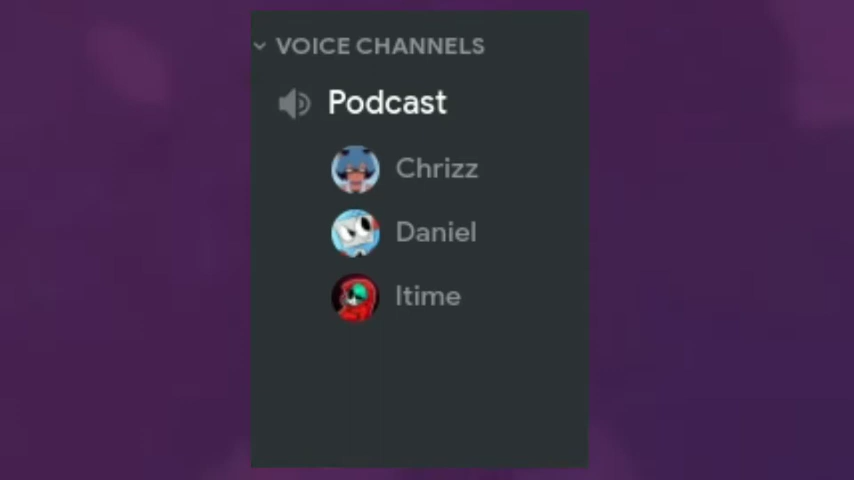 VOICE CHANNELS
Podcast
Chrizz
Daniel
Itime